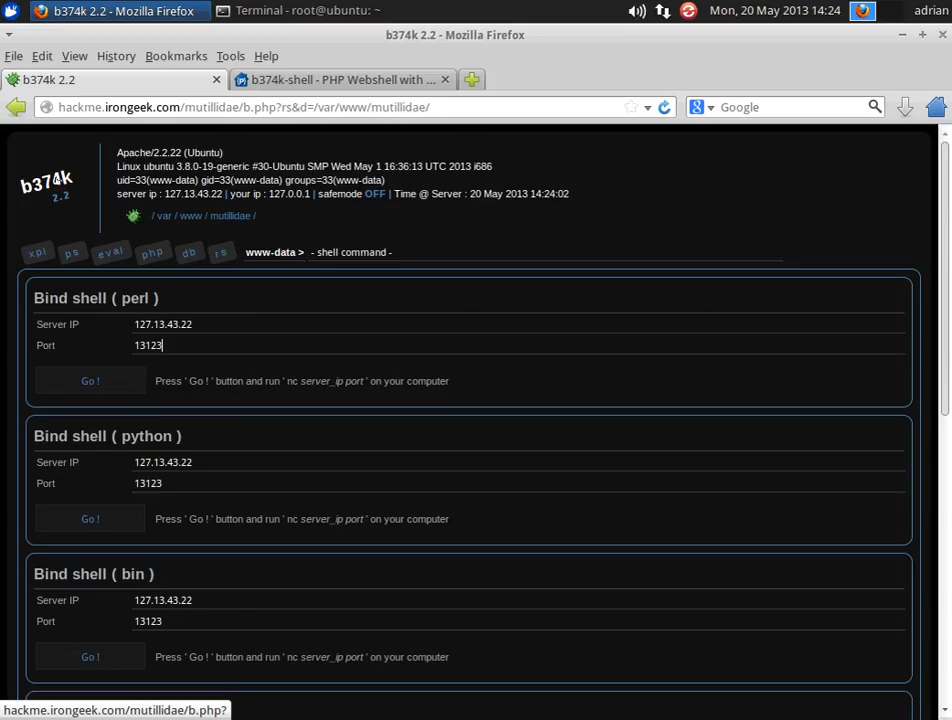 b374k 2.2 - Mozilla Firefox
Terminal - root@ubuntu: ~
Mon, 20 May 2013 14:24
adrian
b374k 2.2 - Mozilla Firefox
File Edit View History Bookmarks Tools Help
b374k 2.2
b374k-shell - PHP Webshell with ...
hackme.irongeek.com/mutillidae/b.php?rs&d=/var/www/mutillidae/
Google
b374k
2.2
Apache/2.2.22 (Ubuntu)
Linux ubuntu 3.8.0-19-generic #30-Ubuntu SMP Wed May 1 16:36:13 UTC 2013 i686
uid=33(www-data) gid=33(www-data) groups=33(www-data)
server ip : 127.13.43.22 | your ip : 127.0.0.1 | safemode OFF | Time @ Server : 20 May 2013 14:24:02
/ var / www / mutillidae /
xpl ps eval php db rs www-data > - shell command -
Bind shell ( perl )
Server IP 127.13.43.22
Port 13123
Go ! Press ' Go ! ' button and run ' nc server_ip port ' on your computer
Bind shell ( python )
Server IP 127.13.43.22
Port 13123
Go ! Press ' Go ! ' button and run ' nc server_ip port ' on your computer
Bind shell ( bin )
Server IP 127.13.43.22
Port 13123
Go ! Press ' Go ! ' button and run ' nc server_ip port ' on your computer
hackme.irongeek.com/mutillidae/b.php?